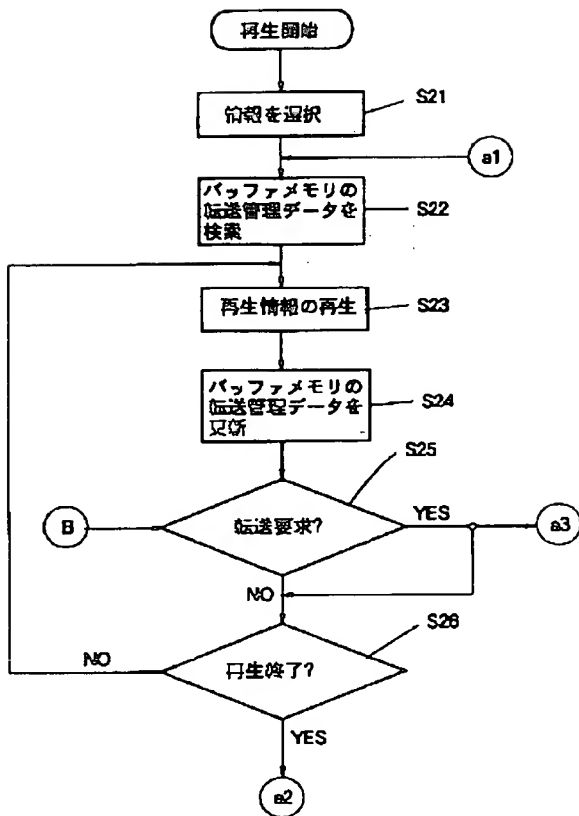 再生開始
S21
情報を選択
a1
バッファメモリの
転送管理データを
検索
S22
再生情報の再生
S23
バッファメモリの
転送管理データを
更新
S24
S25
B
転送要求?
YES
a3
NO
S26
NO
再生終了?
YES
a2